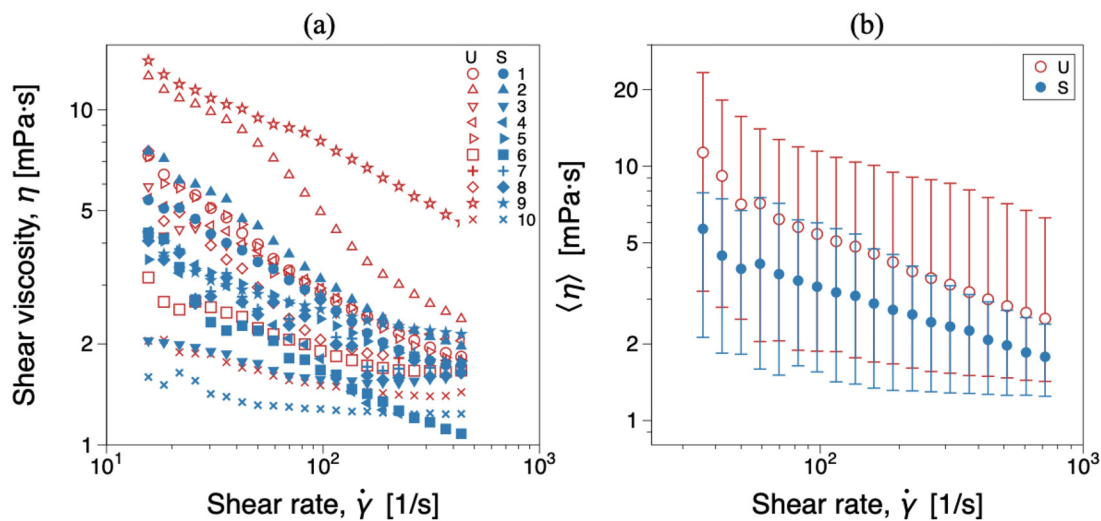 (a)
Shear viscosity, η [mPa·s]
10
5
2
1
10¹
10²
10³
Shear rate, γ̇ [1/s]
U S
1
2
3
4
5
6
7
8
9
10
(b)
⟨η⟩ [mPa·s]
20
10
5
2
1
10²
10³
Shear rate, γ̇ [1/s]
U
S